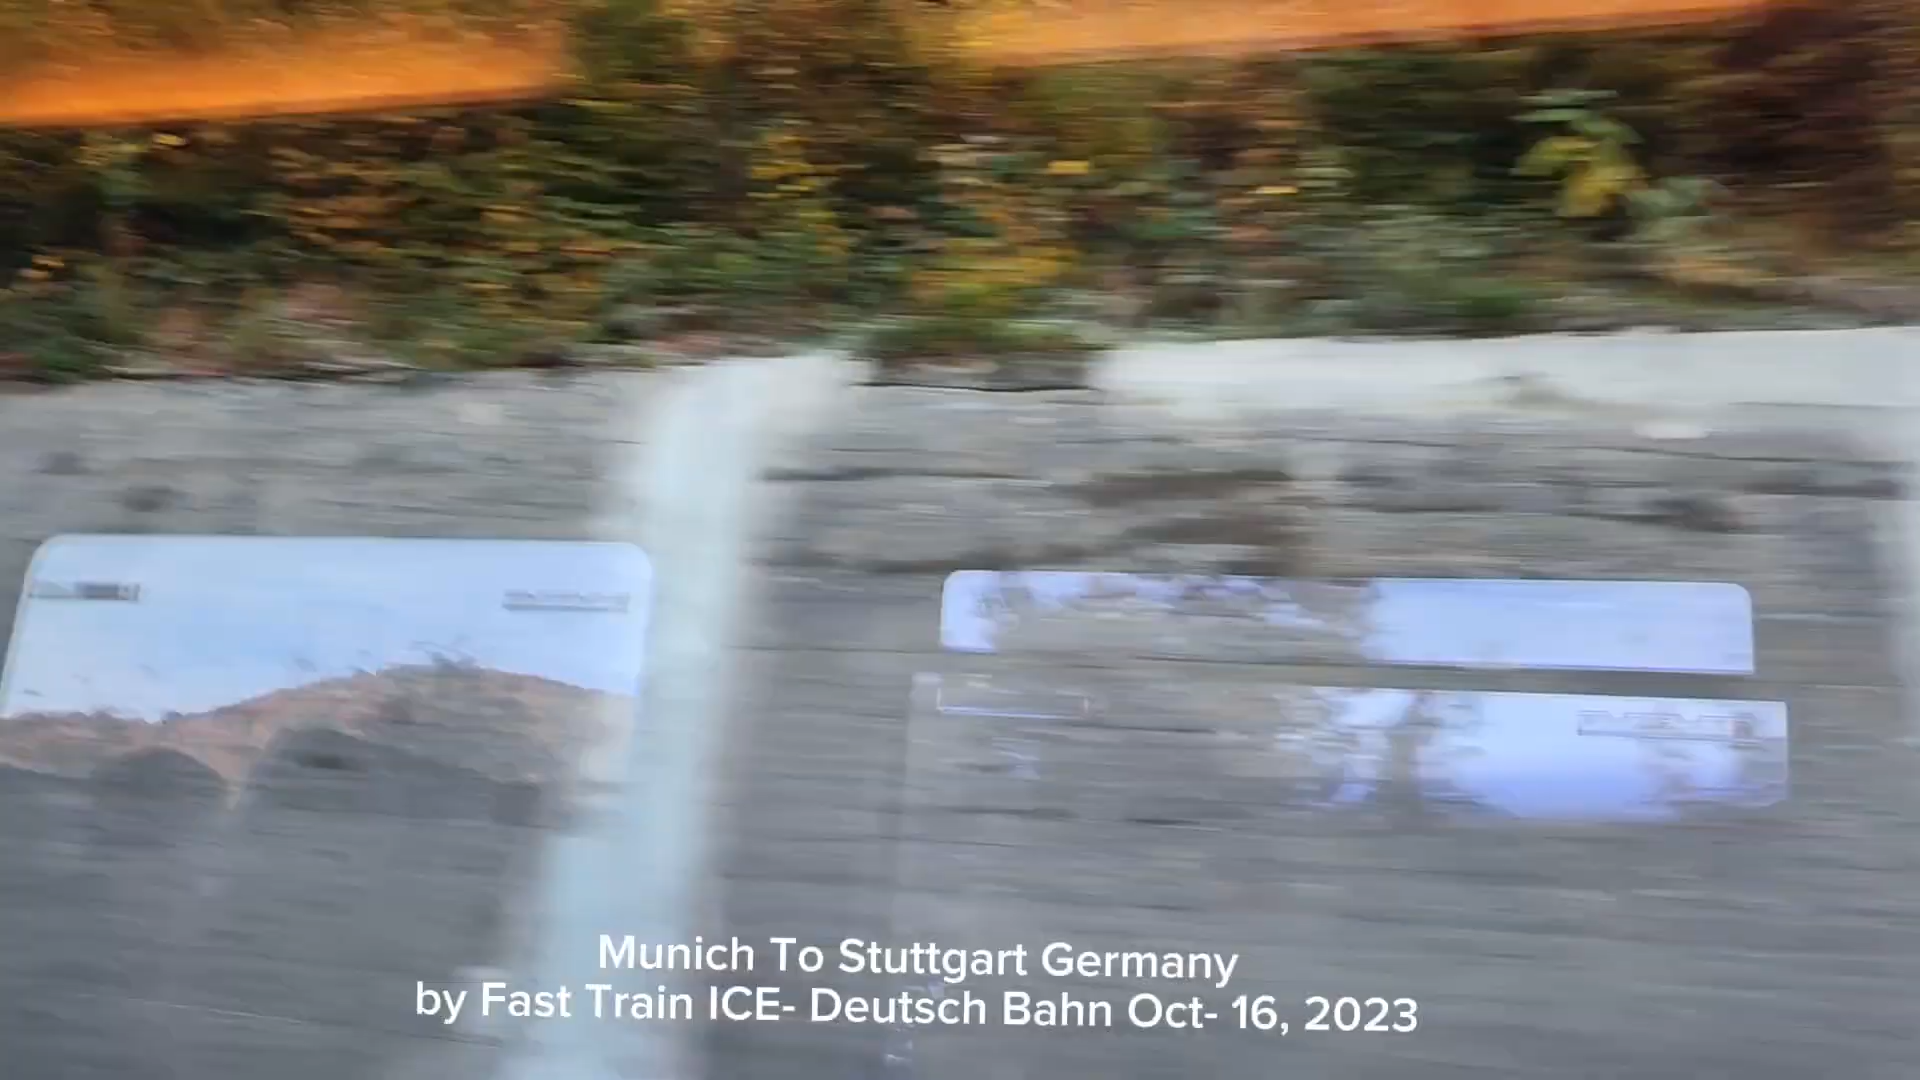 Munich To Stuttgart Germany
by Fast Train ICE- Deutsch Bahn Oct- 16, 2023